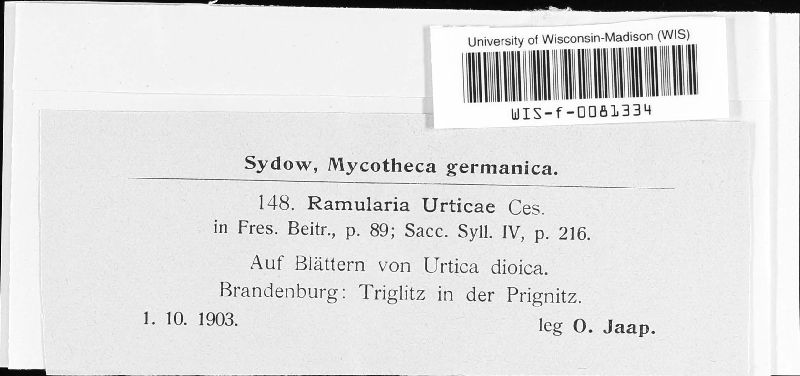 University of Wisconsin-Madison (WIS)
WIS-f-0081334
Sydow, Mycotheca germanica.
148. Ramularia Urticae Ces.
in Fres. Beitr., p. 89; Sacc. Syll. IV, p. 216.
Auf Blättern von Urtica dioica.
Brandenburg: Triglitz in der Prignitz.
1. 10. 1903. leg O. Jaap.